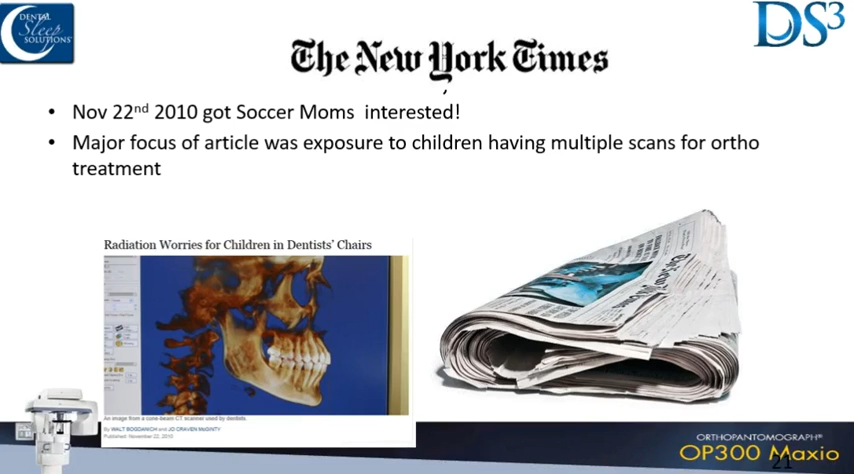 DENTAL
Sleep
SOLUTIONS
DS3
The New York Times
,
• Nov 22nd 2010 got Soccer Moms interested!
• Major focus of article was exposure to children having multiple scans for ortho
treatment
Radiation Worries for Children in Dentists' Chairs
An image from a cone-beam CT scanner used by dentists.
By WALT BOGDANICH and JO CRAVEN McGINTY
Published: November 22, 2010
ORTHOPANTOMOGRAPH®
OP300 Maxio
21